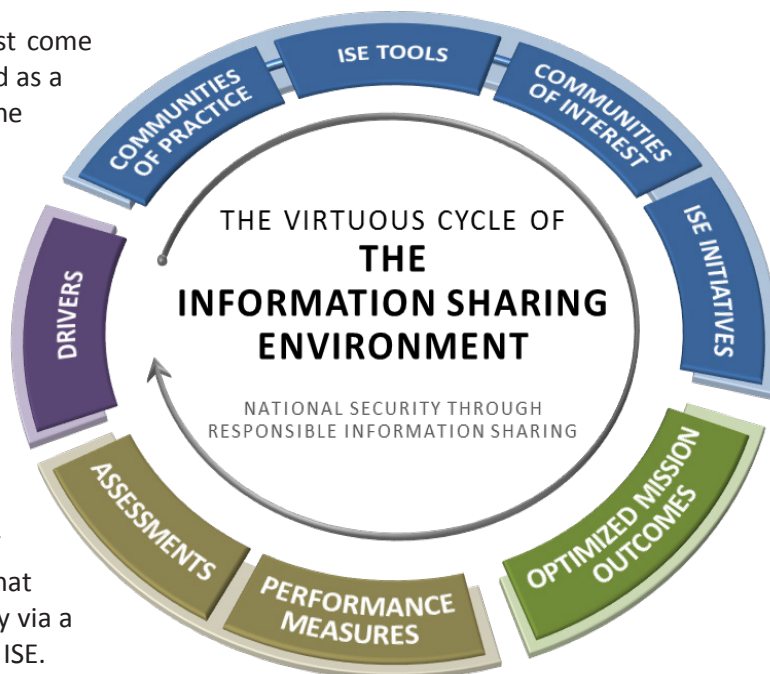 st come
d as a
ne
hat
y via a
ISE.
COMMUNITIES
OF PRACTICE
ISE TOOLS
COMMUNITIES
OF INTEREST
ISE INITIATIVES
OPTIMIZED MISSION
OUTCOMES
PERFORMANCE
MEASURES
ASSESSMENTS
DRIVERS
THE VIRTUOUS CYCLE OF
THE
INFORMATION SHARING
ENVIRONMENT
NATIONAL SECURITY THROUGH
RESPONSIBLE INFORMATION SHARING